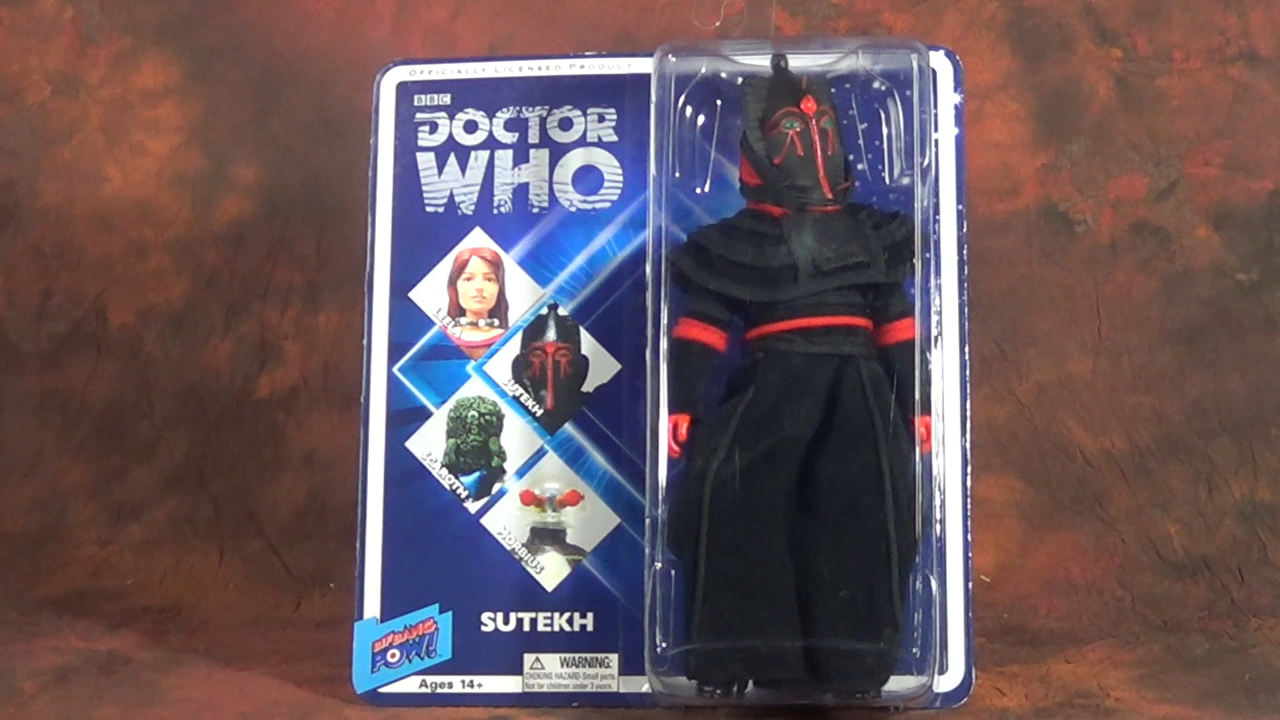 OFFICIALLY LICENSED PRODUCT
BBC
DOCTOR
WHO
LEELA
SUTEKH
SCAROTH
MORBIUS
SUTEKH
BIF BANG
POW!
Ages 14+
WARNING:
CHOKING HAZARD-Small parts
Not for children under 3 years.